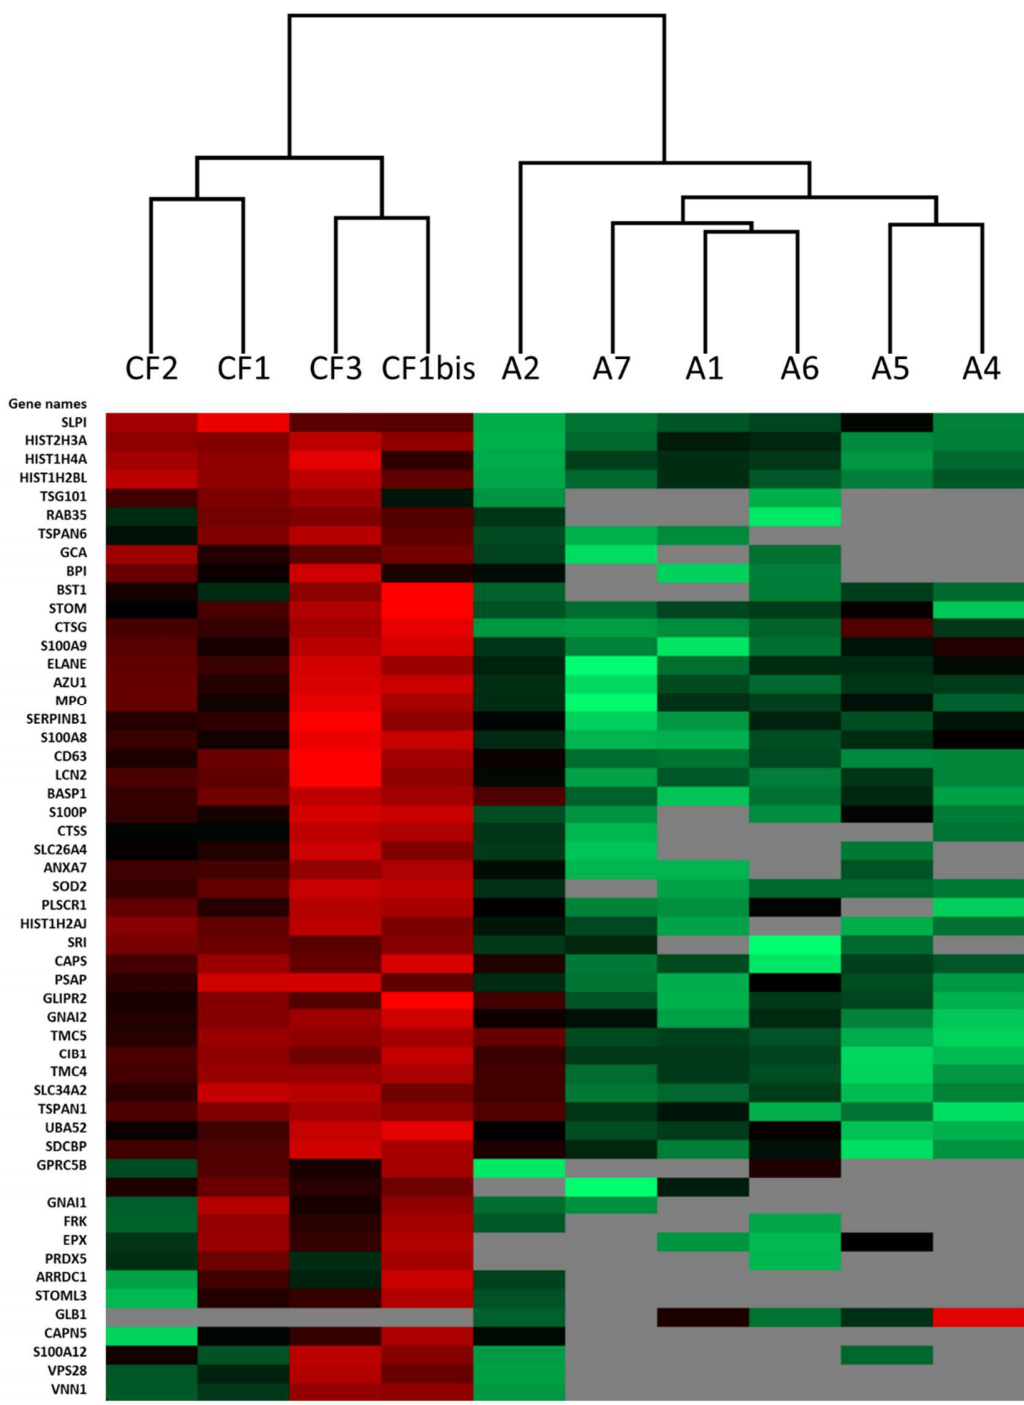 CF2 CF1 CF3 CF1bis A2 A7 A1 A6 A5 A4
Gene names
SLPI
HIST2H3A
HIST1H4A
HIST1H2BL
TSG101
RAB35
TSPAN6
GCA
BPI
BST1
STOM
CTSG
S100A9
ELANE
AZU1
MPO
SERPINB1
S100A8
CD63
LCN2
BASP1
S100P
CTSS
SLC26A4
ANXA7
SOD2
PLSCR1
HIST1H2AJ
SRI
CAPS
PSAP
GLIPR2
GNAI2
TMC5
CIB1
TMC4
SLC34A2
TSPAN1
UBA52
SDCBP
GPRC5B
GNAI1
FRK
EPX
PRDX5
ARRDC1
STOML3
GLB1
CAPN5
S100A12
VPS28
VNN1